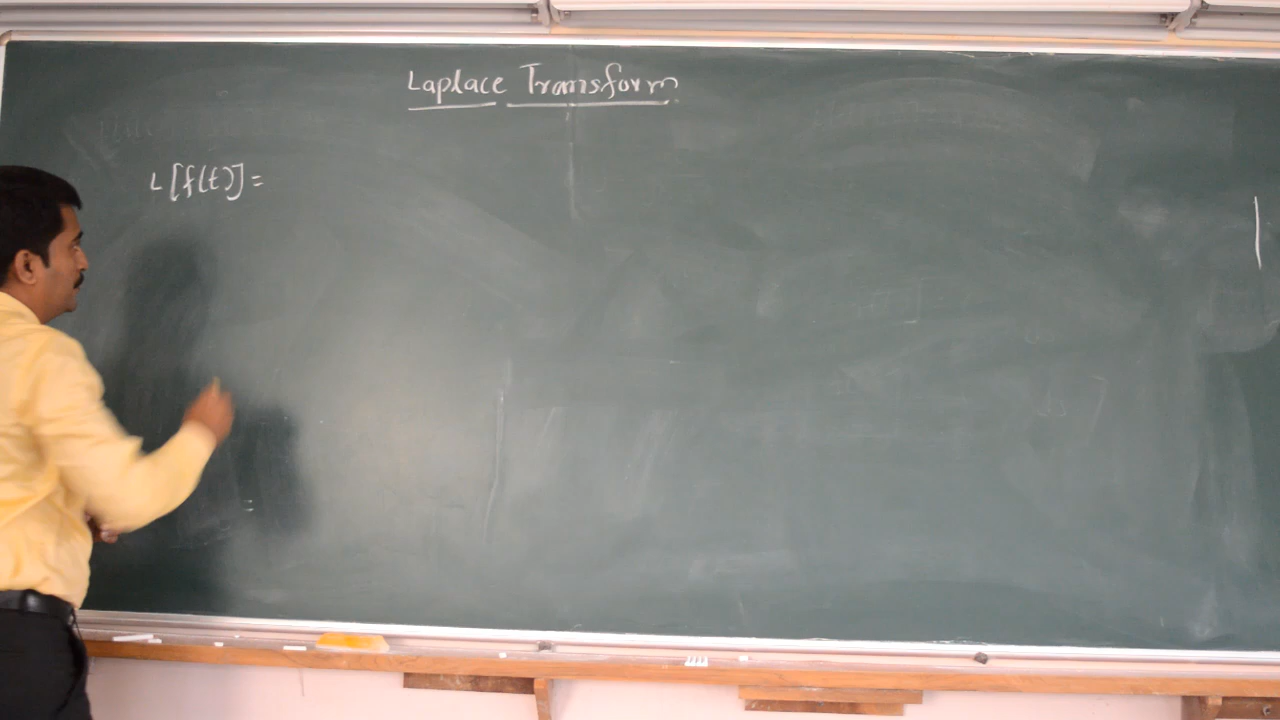 Laplace Transform
L[f(t)] =